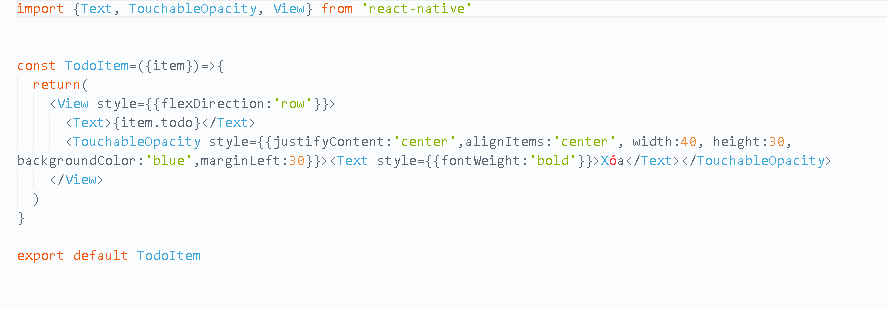 import {Text, TouchableOpacity, View} from 'react-native'
const TodoItem=({item})=>{
  return(
    <View style={{flexDirection:'row'}}>
      <Text>{item.todo}</Text>
      <TouchableOpacity style={{justifyContent:'center',alignItems:'center', width:40, height:30,
backgroundColor:'blue',marginLeft:30}}><Text style={{fontWeight:'bold'}}>Xóa</Text></TouchableOpacity>
    </View>
  )
}
export default TodoItem